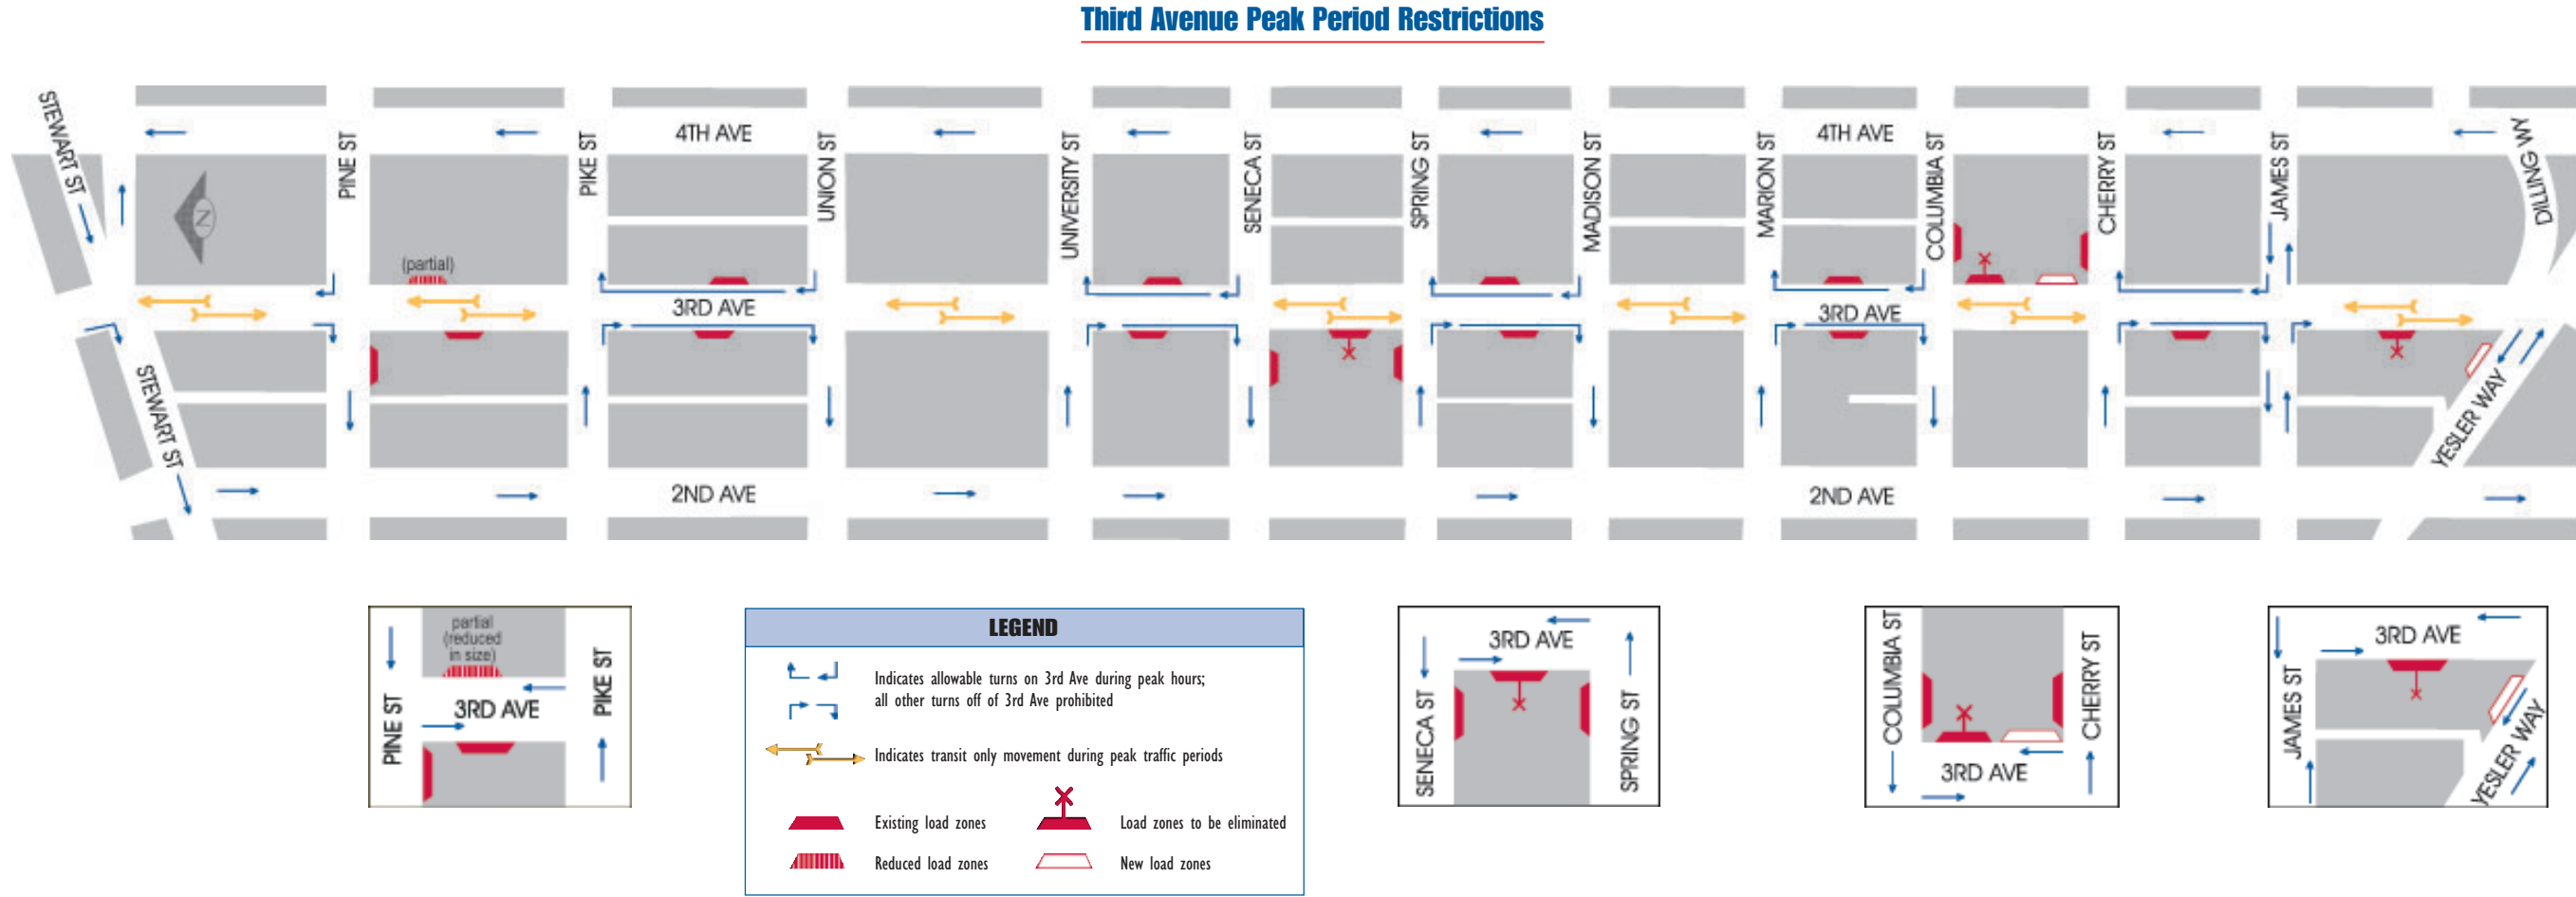 Third Avenue Peak Period Restrictions
STEWART ST
PINE ST
PIKE ST
4TH AVE
UNION ST
UNIVERSITY ST
SENECA ST
SPRING ST
MADISON ST
MARION ST
4TH AVE
COLUMBIA ST
CHERRY ST
JAMES ST
DILLING WY
N
(partial)
3RD AVE
3RD AVE
STEWART ST
YESLER WAY
2ND AVE
2ND AVE
partial
(reduced
in size)
PINE ST
3RD AVE
PIKE ST
LEGEND
Indicates allowable turns on 3rd Ave during peak hours;
all other turns off of 3rd Ave prohibited
Indicates transit only movement during peak traffic periods
Existing load zones
Load zones to be eliminated
Reduced load zones
New load zones
SENECA ST
3RD AVE
SPRING ST
COLUMBIA ST
3RD AVE
CHERRY ST
JAMES ST
3RD AVE
YESLER WAY